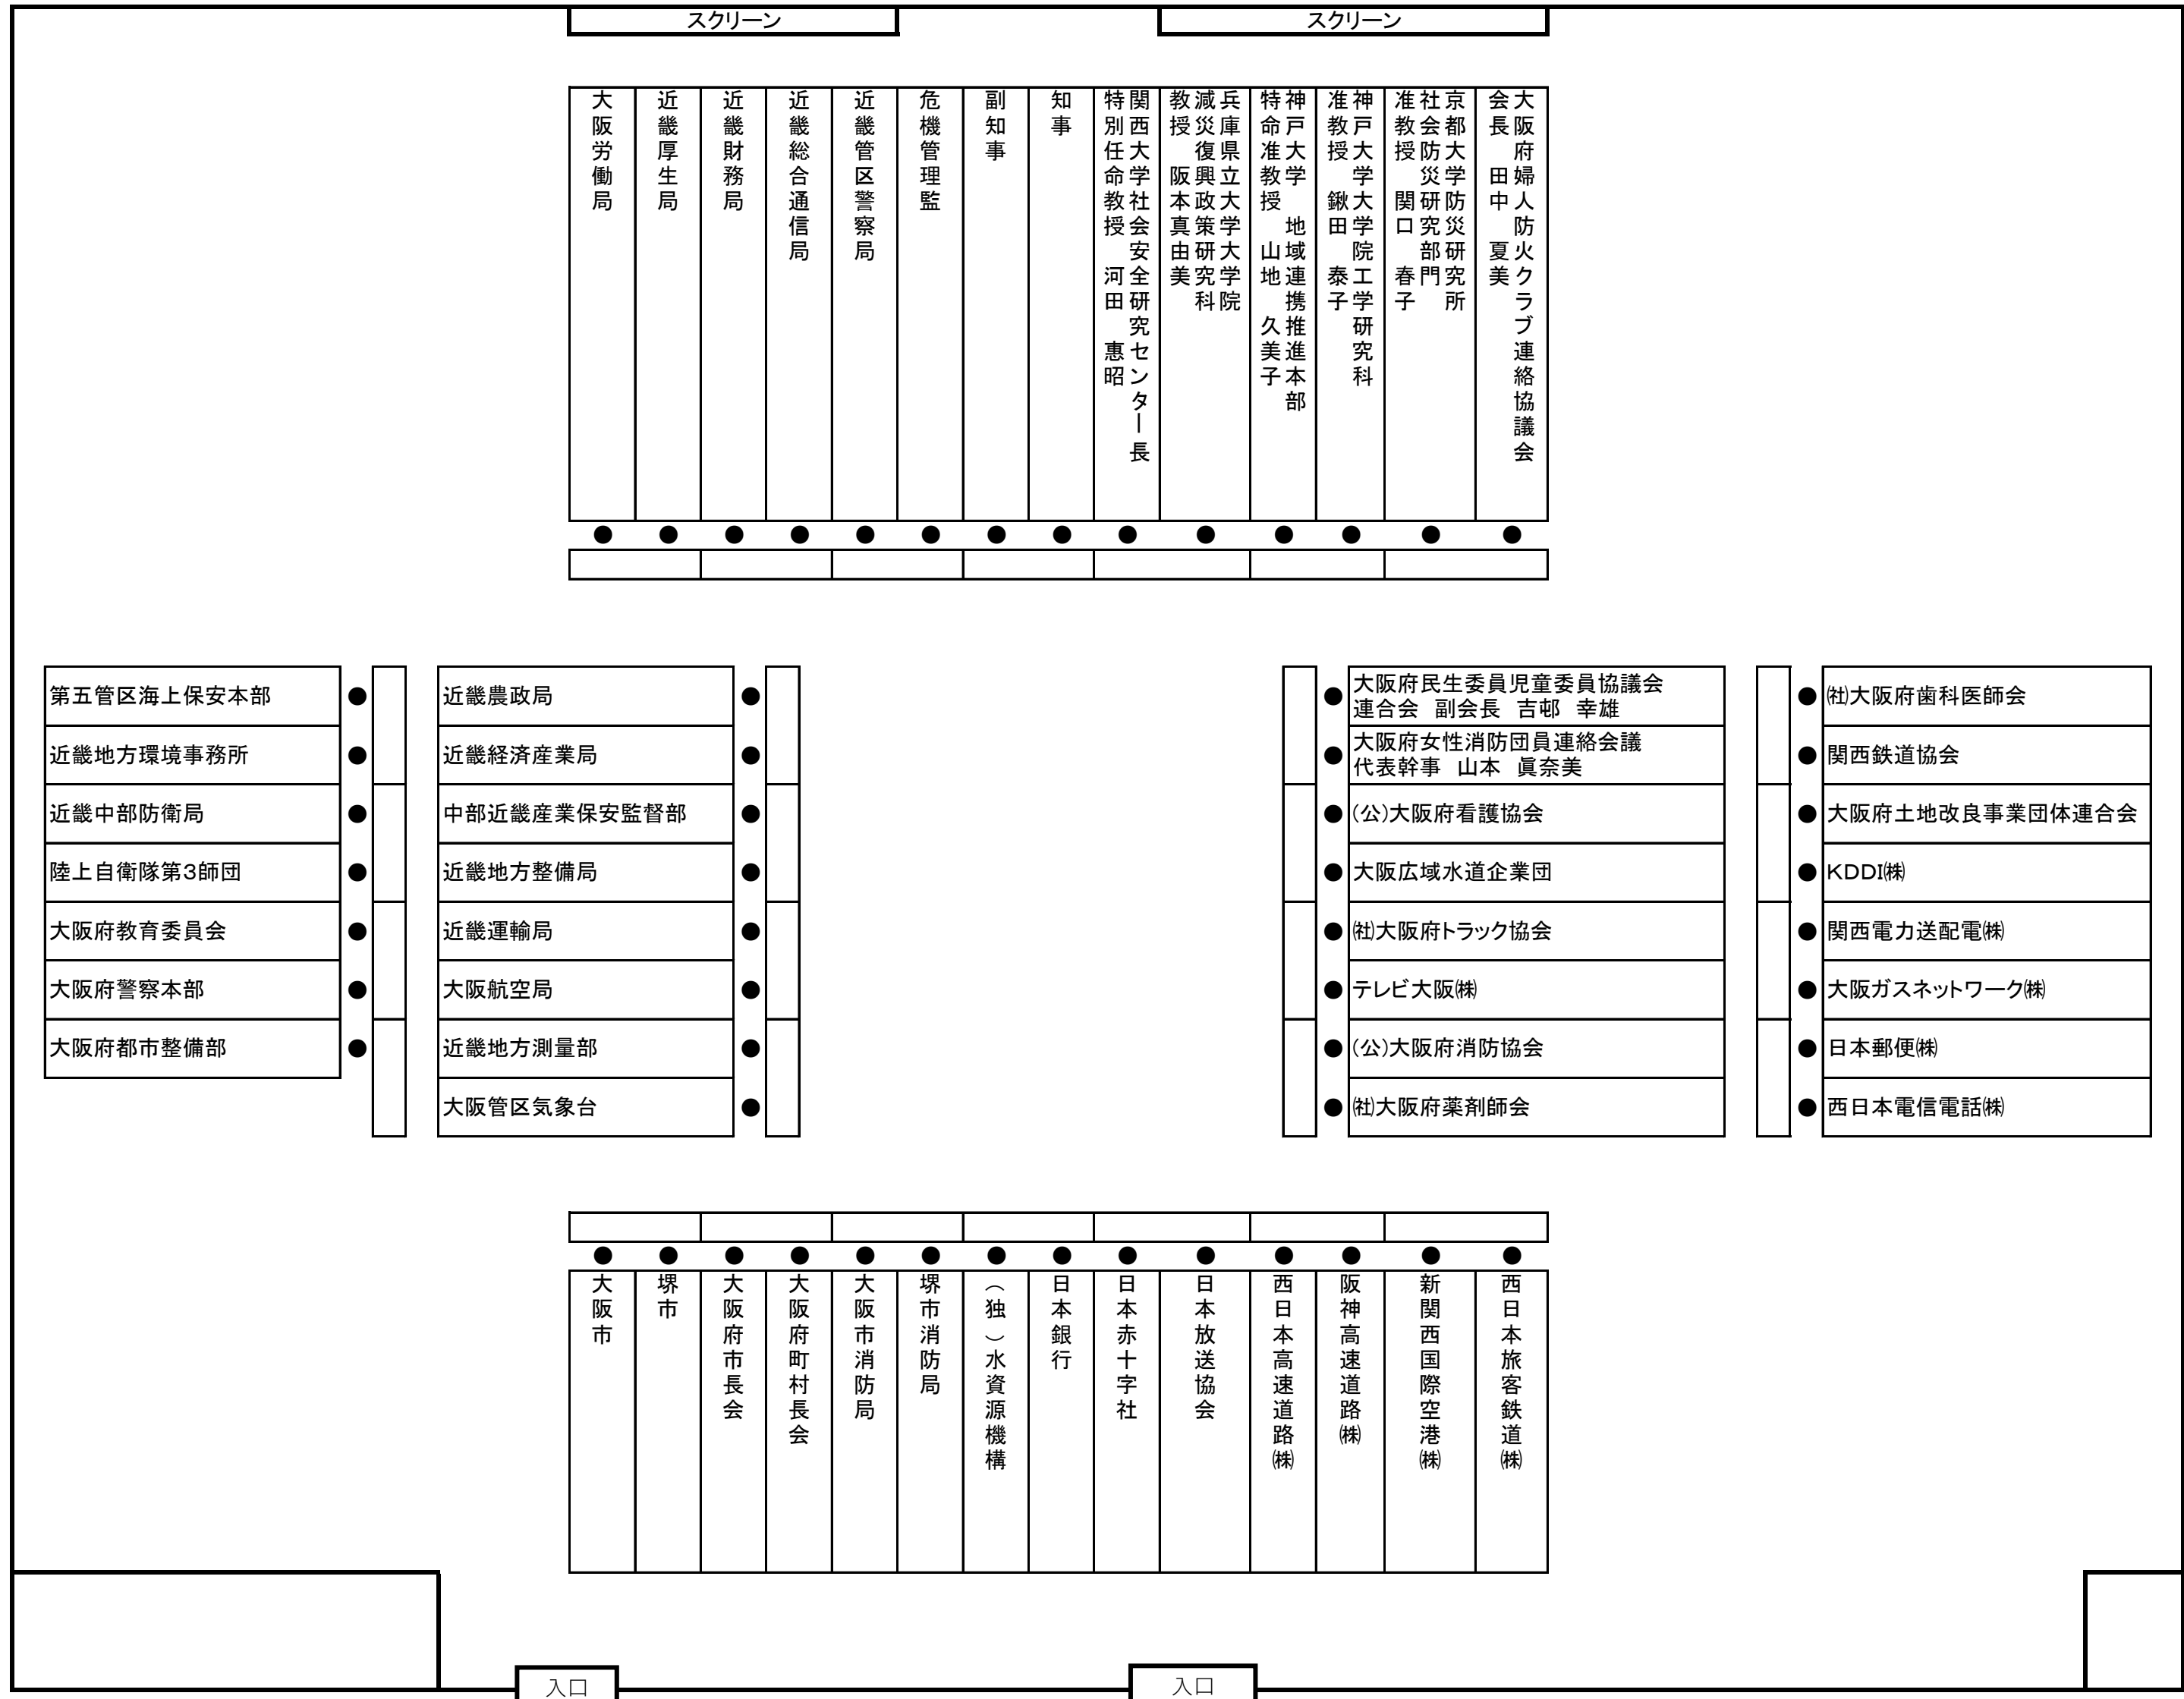 スクリーン
スクリーン
大阪労働局
近畿厚生局
近畿財務局
近畿総合通信局
近畿管区警察局
危機管理監
副知事
知事
関西大学社会安全研究センター長
特別任命教授　河田　惠昭
兵庫県立大学大学院
減災復興政策研究科
教授　阪本真由美
神戸大学　地域連携推進本部
特命准教授　山地　久美子
神戸大学大学院工学研究科
准教授　鍬田　泰子
京都大学防災研究所
社会防災研究部門
准教授　関口　春子
大阪府婦人防火クラブ連絡協議会
会長　田中　夏美
第五管区海上保安本部
近畿地方環境事務所
近畿中部防衛局
陸上自衛隊第3師団
大阪府教育委員会
大阪府警察本部
大阪府都市整備部
近畿農政局
近畿経済産業局
中部近畿産業保安監督部
近畿地方整備局
近畿運輸局
大阪航空局
近畿地方測量部
大阪管区気象台
大阪府民生委員児童委員協議会
連合会　副会長　吉邨　幸雄
大阪府女性消防団員連絡会議
代表幹事　山本　眞奈美
(公)大阪府看護協会
大阪広域水道企業団
㈳大阪府トラック協会
テレビ大阪㈱
(公)大阪府消防協会
㈳大阪府薬剤師会
㈳大阪府歯科医師会
関西鉄道協会
大阪府土地改良事業団体連合会
KDDI㈱
関西電力送配電㈱
大阪ガスネットワーク㈱
日本郵便㈱
西日本電信電話㈱
大阪市
堺市
大阪府市長会
大阪府町村長会
大阪市消防局
堺市消防局
（独）水資源機構
日本銀行
日本赤十字社
日本放送協会
西日本高速道路㈱
阪神高速道路㈱
新関西国際空港㈱
西日本旅客鉄道㈱
入口
入口